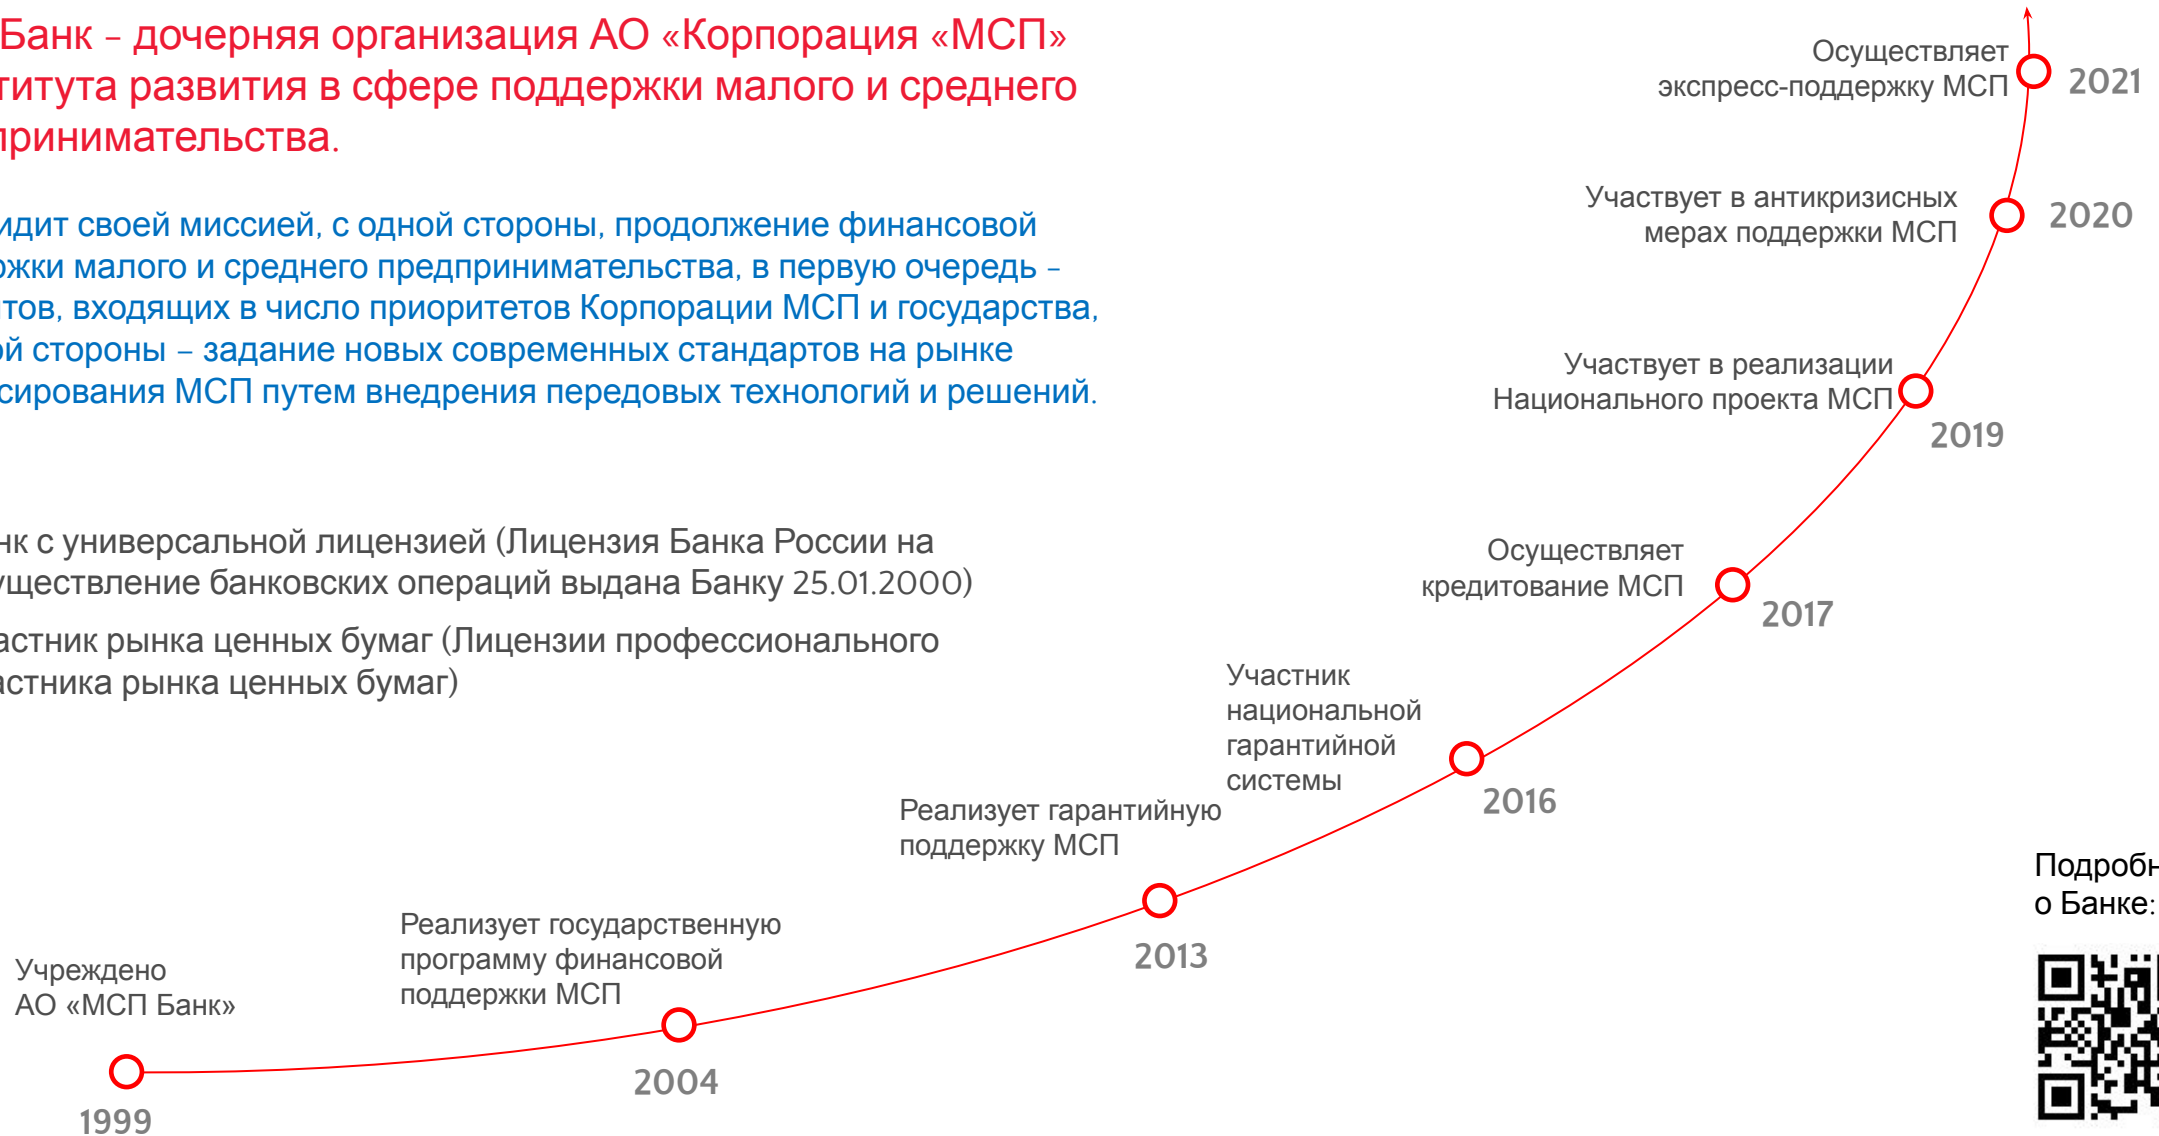 Банк – дочерняя организация АО «Корпорация «МСП»
титута развития в сфере поддержки малого и среднего
принимательства.
идит своей миссией, с одной стороны, продолжение финансовой
ржки малого и среднего предпринимательства, в первую очередь –
нтов, входящих в число приоритетов Корпорации МСП и государства,
ой стороны – задание новых современных стандартов на рынке
сирования МСП путем внедрения передовых технологий и решений.
нк с универсальной лицензией (Лицензия Банка России на
уществление банковских операций выдана Банку 25.01.2000)
астник рынка ценных бумаг (Лицензии профессионального
астника рынка ценных бумаг)
Осуществляет
экспресс-поддержку МСП
2021
Участвует в антикризисных
мерах поддержки МСП
2020
Участвует в реализации
Национального проекта МСП
2019
Осуществляет
кредитование МСП
2017
Участник
национальной
гарантийной
системы
2016
Реализует гарантийную
поддержку МСП
2013
Реализует государственную
программу финансовой
поддержки МСП
2004
Учреждено
АО «МСП Банк»
1999
Подробн
о Банке: